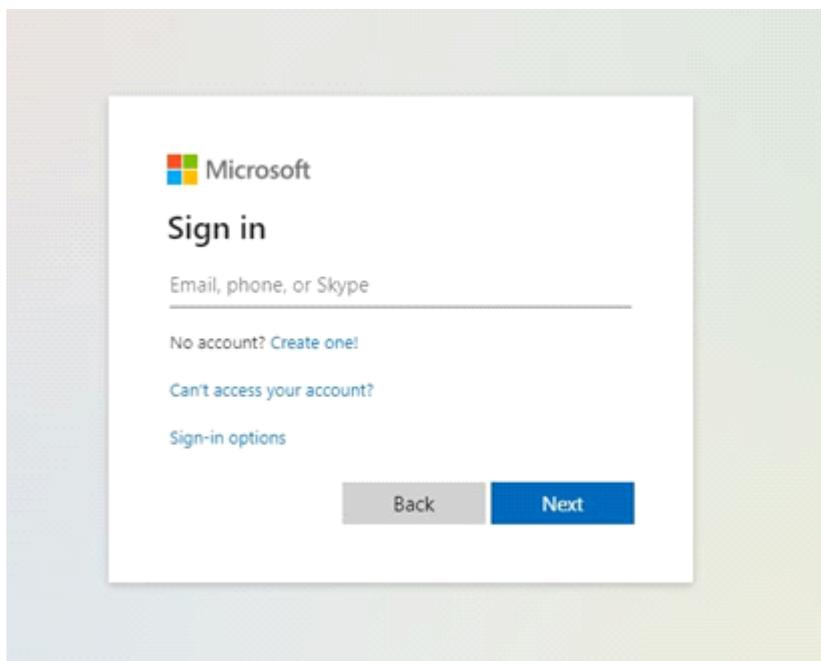 Microsoft
Sign in
Email, phone, or Skype
No account? Create one!
Can't access your account?
Sign-in options
Back Next